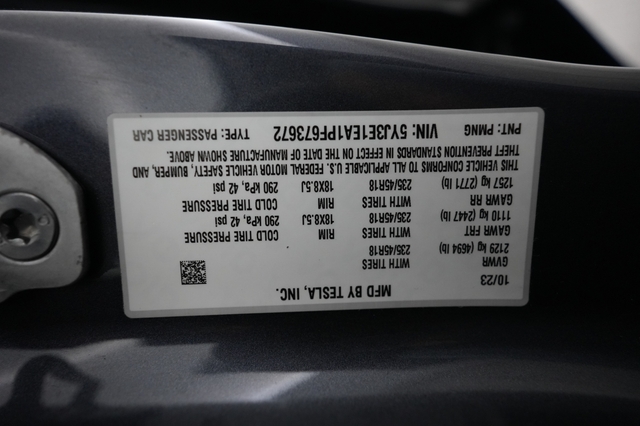 MFD BY TESLA, INC.
10/23
GVWR
2129 kg (4694 lb)
GAWR FRT WITH TIRES RIM COLD TIRE PRESSURE
1110 kg (2447 lb) 235/45R18 18X8.5J 290 kPa, 42 psi
GAWR RR WITH TIRES RIM COLD TIRE PRESSURE
1257 kg (2771 lb) 235/45R18 18X8.5J 290 kPa, 42 psi
THIS VEHICLE CONFORMS TO ALL APPLICABLE U.S. FEDERAL MOTOR VEHICLE SAFETY, BUMPER, AND
THEFT PREVENTION STANDARDS IN EFFECT ON THE DATE OF MANUFACTURE SHOWN ABOVE.
PNT: PMNG VIN: 5YJ3E1EA1PF673672 TYPE: PASSENGER CAR